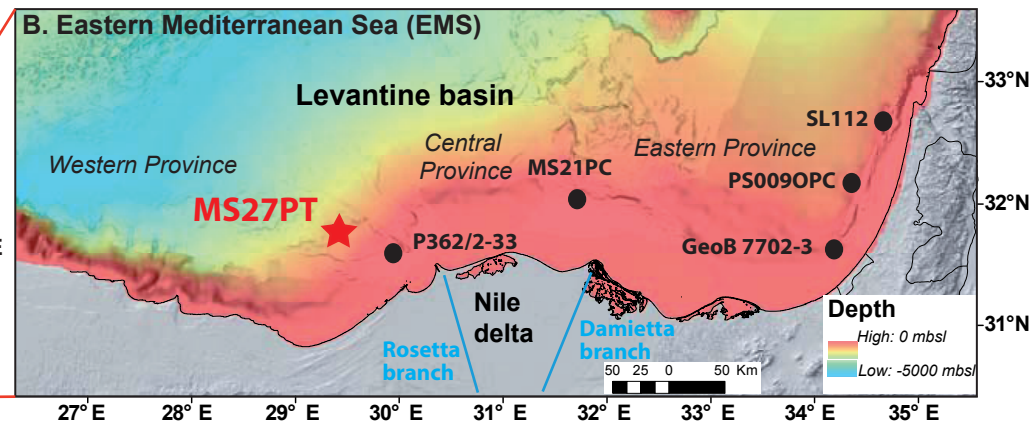 B. Eastern Mediterranean Sea (EMS)
33° N
Levantine basin
SL112
Central
Province
Eastern Province
Western Province
MS21PC
PS009OPC
32° N
MS27PT
P362/2-33
GeoB 7702-3
E
Nile
delta
Depth
High: 0 mbsl
Low: -5000 mbsl
31° N
Rosetta
branch
Damietta
branch
50 25 0 50 Km
27° E 28° E 29° E 30° E 31° E 32° E 33° E 34° E 35° E